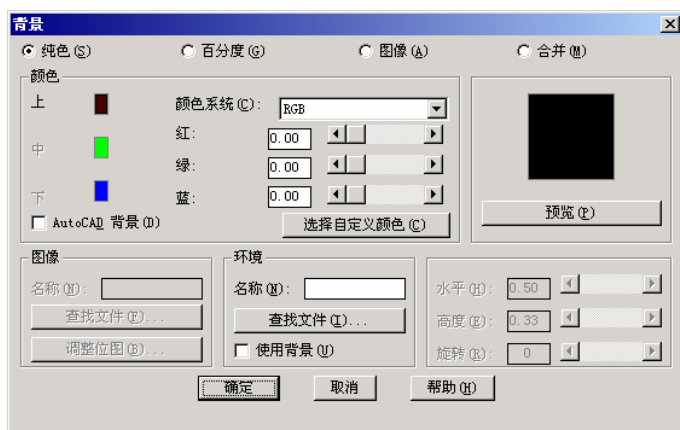 背景
纯色(S) 百分度(G) 图像(A) 合并(M)
颜色
上 颜色系统(C): RGB
红: 0.00
中
绿: 0.00
下 蓝: 0.00
AutoCAD 背景(D) 选择自定义颜色(C)
预览(P)
图像
名称(N):
查找文件(F)...
调整位图(B)...
环境
名称(N):
查找文件(I)...
使用背景(U)
水平(H): 0.50
高度(E): 0.33
旋转(R): 0
确定 取消 帮助(H)